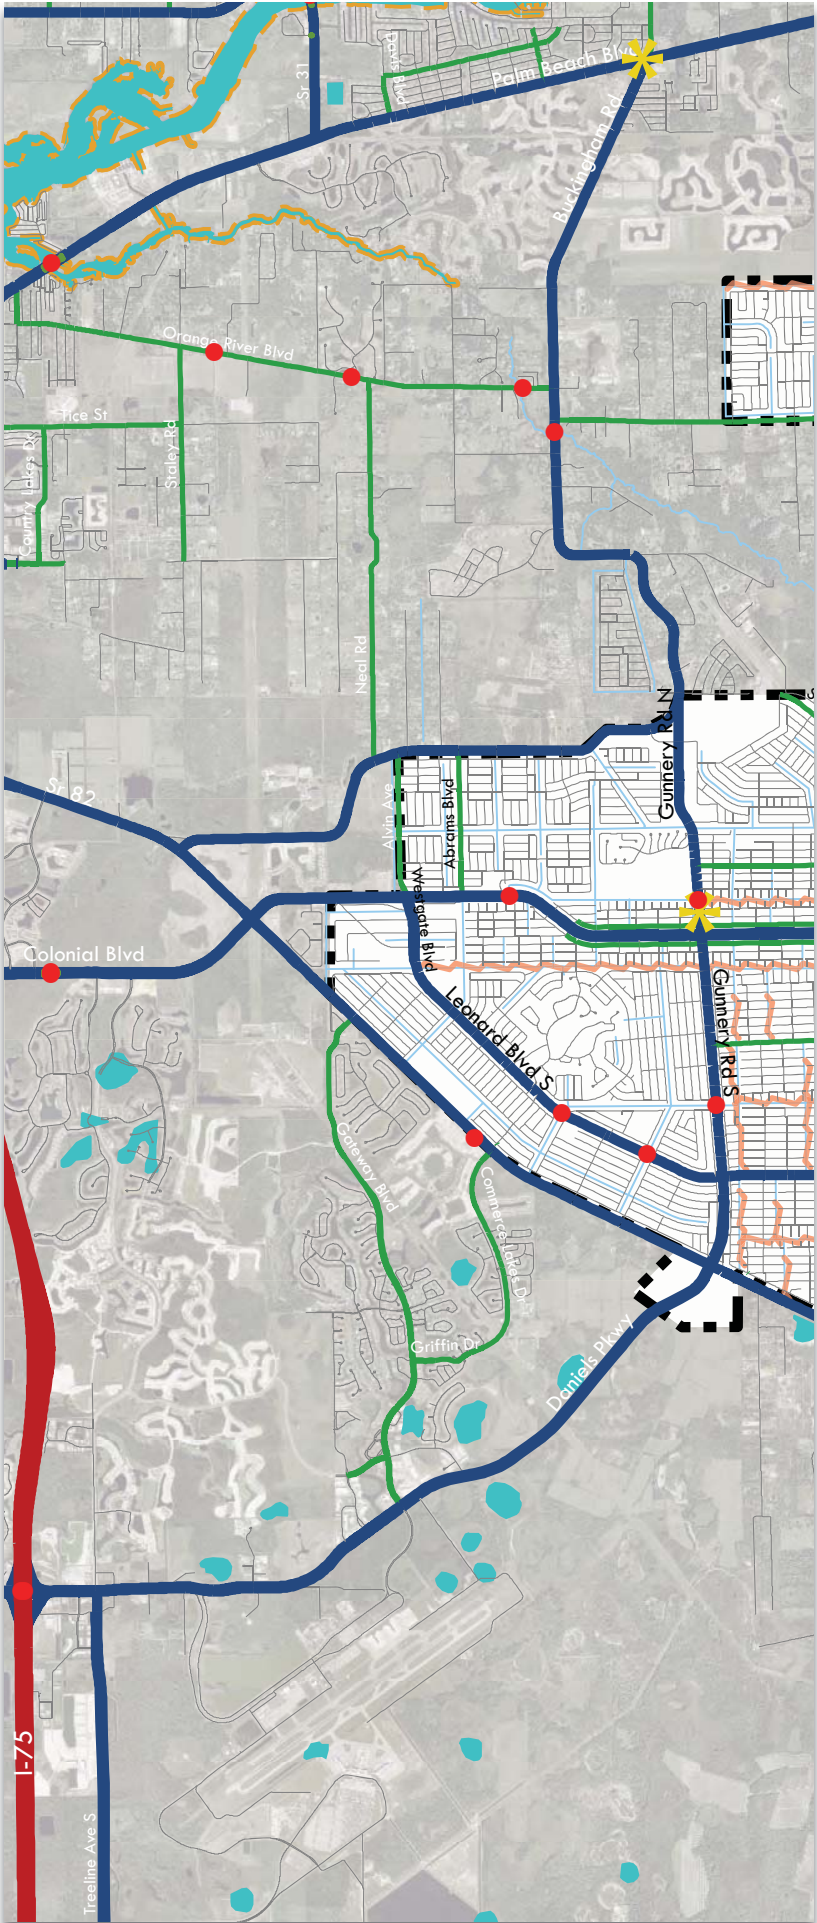 Sr 31
Palm Beach Blvd
Buckingham Rd
Orange River Blvd
Tice St
Staley Rd
Country Lakes Dr
Neal Rd
Gunnery Rd N
Sr 82
Alvin Ave
Abrams Blvd
Westgate Blvd
Colonial Blvd
Leonard Blvd S
Gunnery Rd S
Gateway Blvd
Commerce Lakes Dr
Griffin Dr
Daniels Pkwy
I-75
Treeline Ave S